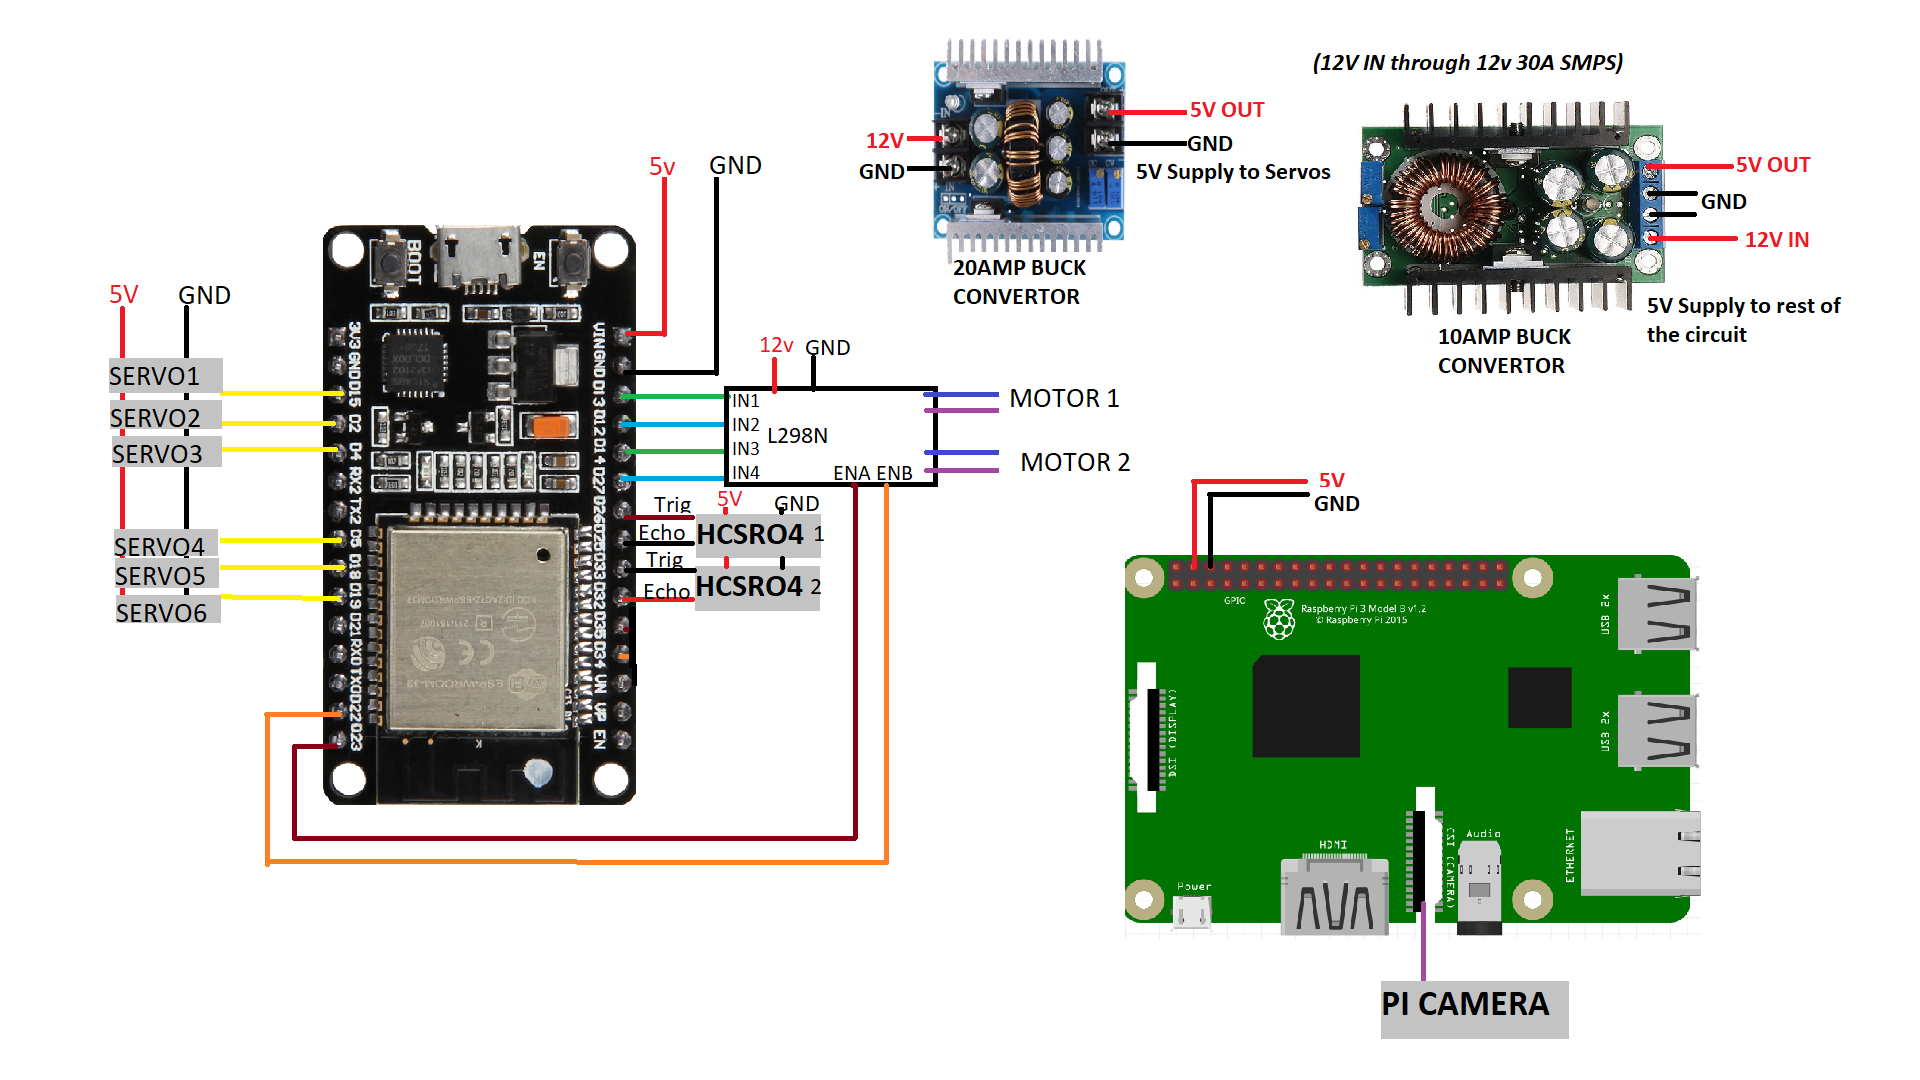 (12V IN through 12v 30A SMPS)
5V OUT
12V
GND
GND
5V Supply to Servos
20AMP BUCK
CONVERTOR
5V OUT
GND
12V IN
5V Supply to rest of
the circuit
10AMP BUCK
CONVERTOR
5v
GND
5V
GND
SERVO1
SERVO2
SERVO3
SERVO4
SERVO5
SERVO6
BOOT
EN
3V3
GND
D15
D2
D4
RX2
TX2
D5
D18
D19
D21
RX0
TX0
D22
D23
VIN
GND
D13
D12
D14
D27
D26
D25
D33
D32
D35
D34
UN
UP
EN
12v
GND
IN1
IN2
IN3
IN4
L298N
ENA ENB
MOTOR 1
MOTOR 2
Trig
Echo
5V
GND
HCSRO4 1
Trig
Echo
HCSRO4 2
5V
GND
GPIO
Raspberry Pi 3 Model B v1.2
© Raspberry Pi 2015
USB 2x
USB 2x
DSI (DISPLAY)
CSI (CAMERA)
HDMI
Audio
ETHERNET
Power
PI CAMERA